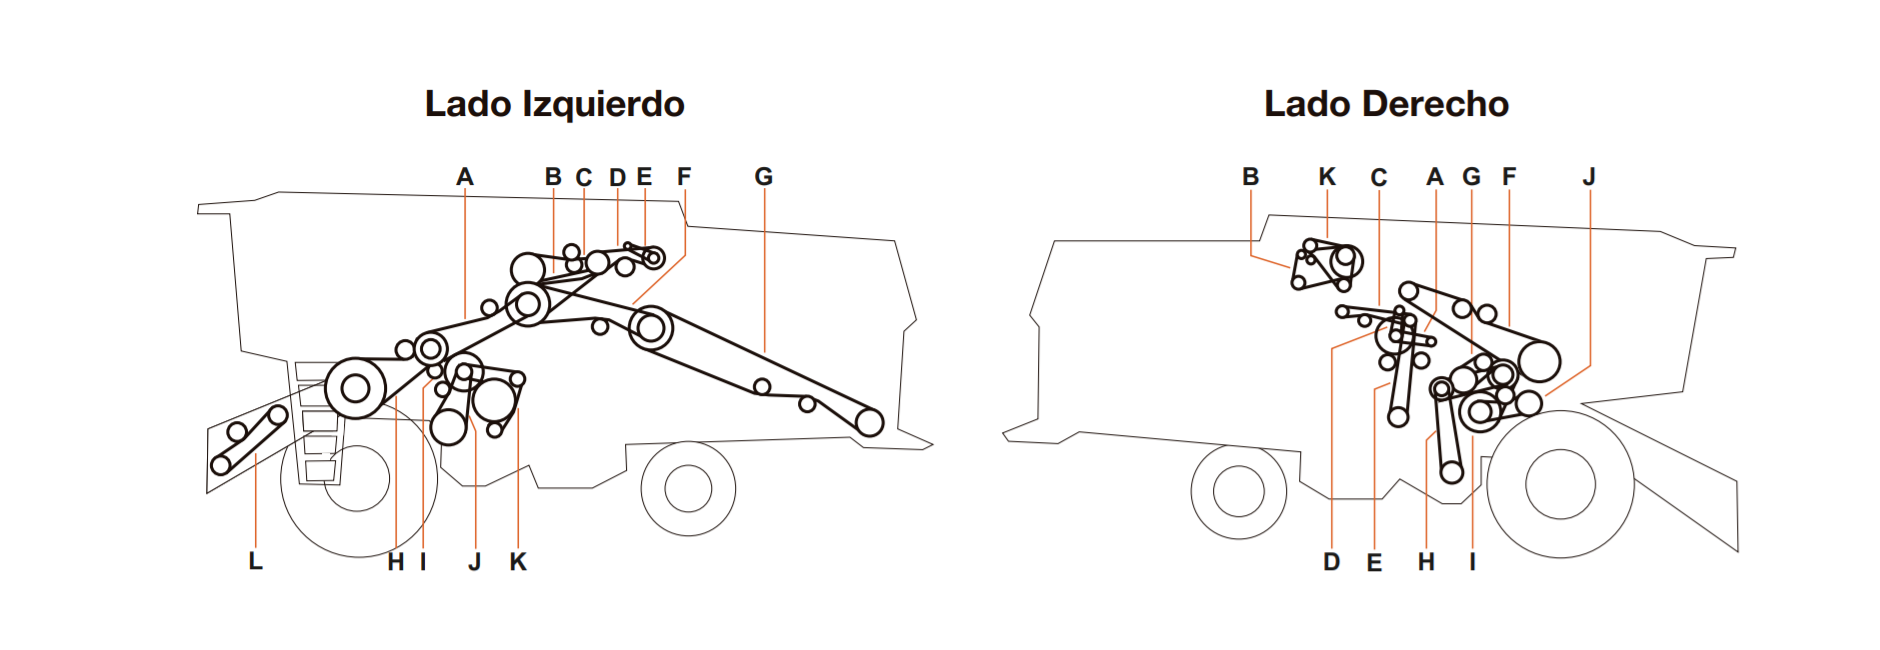 Lado Izquierdo
A B C D E F G
L H I J K
Lado Derecho
B K C A G F J
D E H I